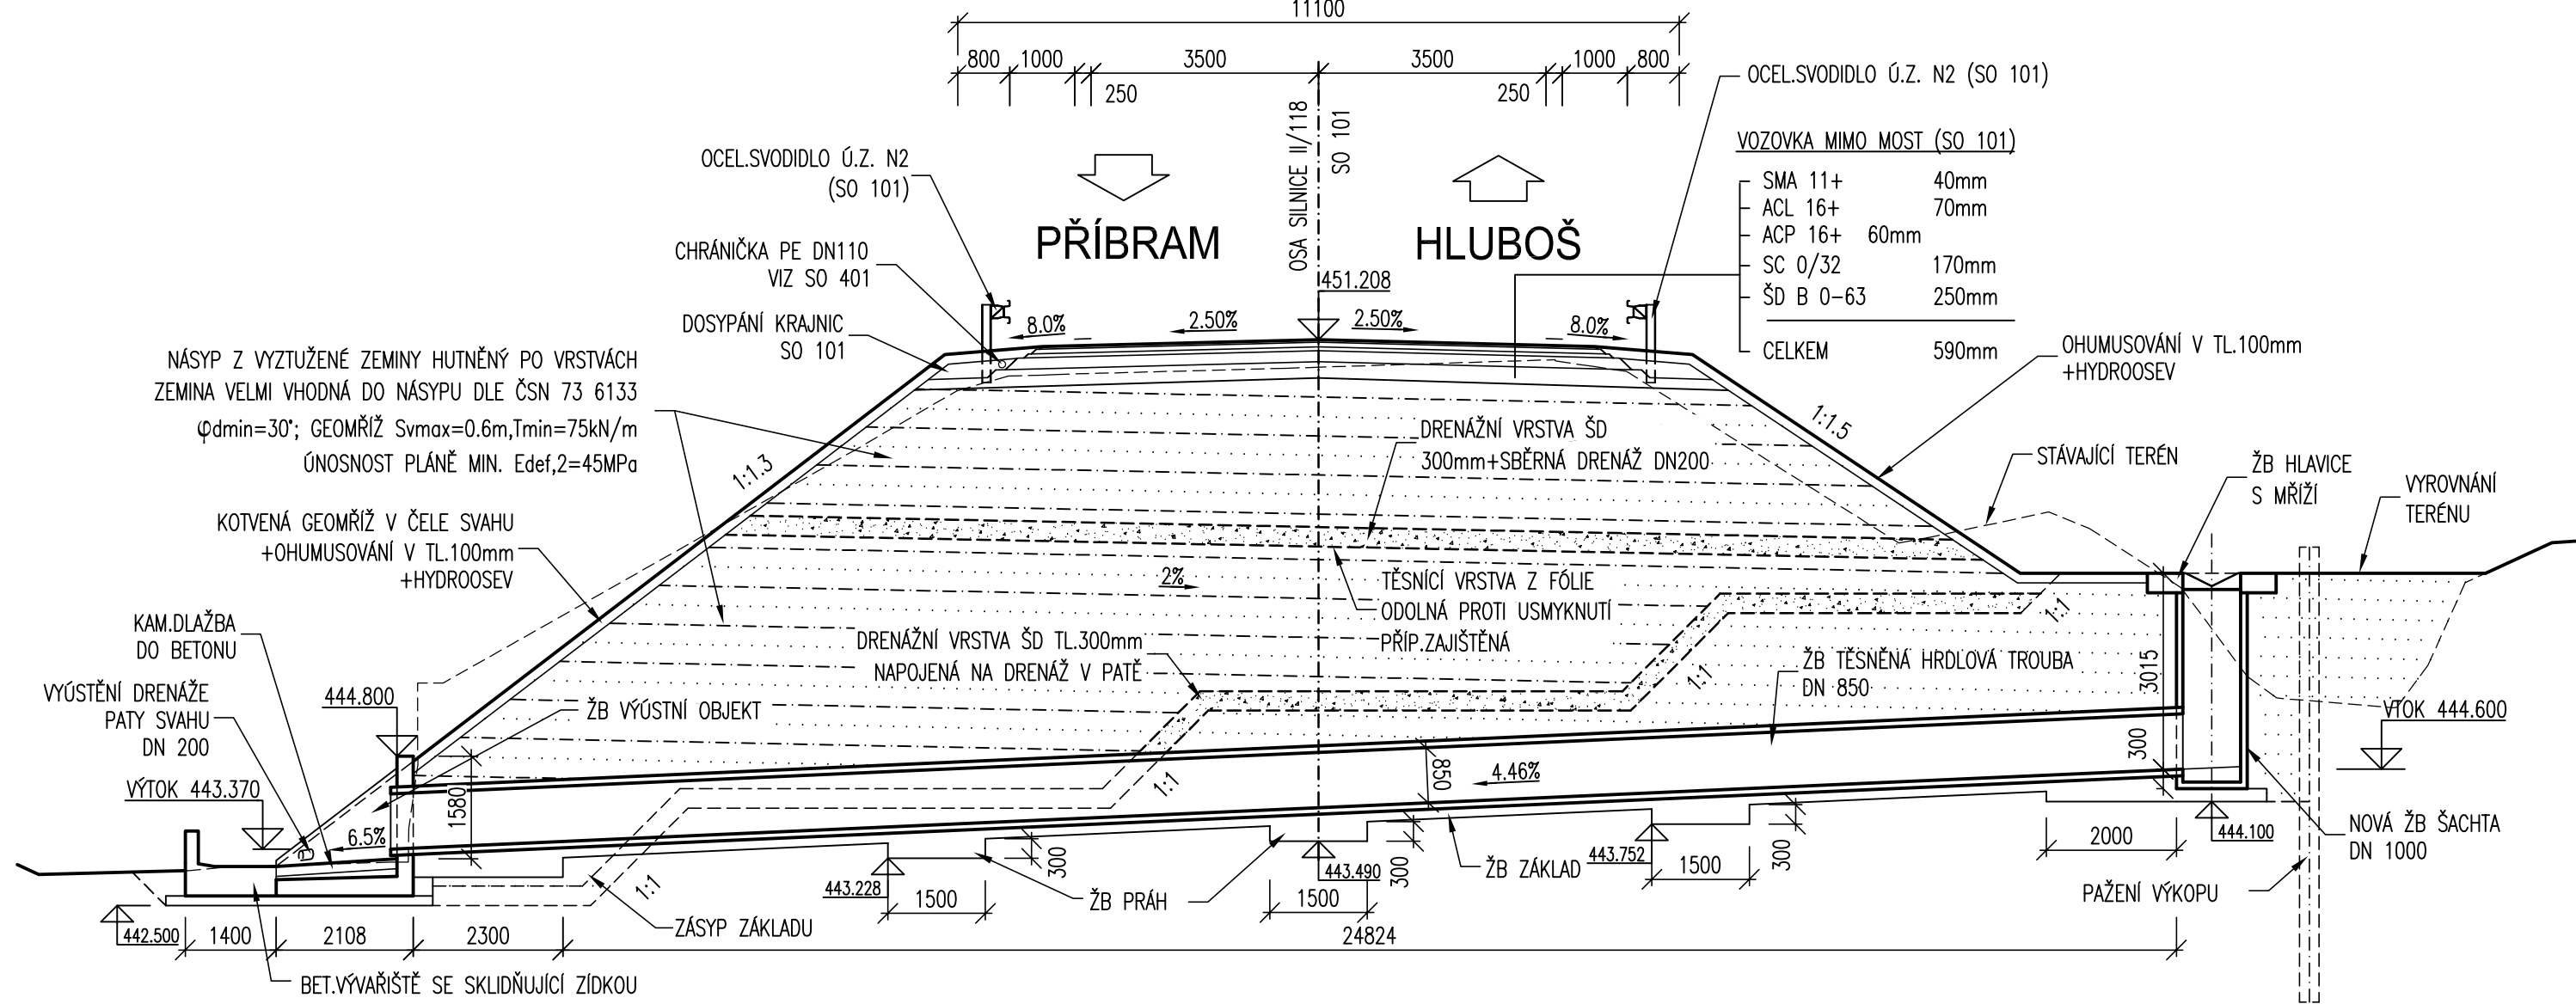 11100
800 1000 3500 3500 1000 800
250 250
OSA SILNICE II/118
SO 101
OCEL.SVODIDLO Ú.Z. N2 (SO 101)
VOZOVKA MIMO MOST (SO 101)
SMA 11+ 40mm
ACL 16+ 70mm
ACP 16+ 60mm
SC 0/32 170mm
ŠD B 0-63 250mm
CELKEM 590mm
OCEL.SVODIDLO Ú.Z. N2
(SO 101)
PŘÍBRAM HLUBOŠ
CHRÁNIČKA PE DN110
VIZ SO 401
451.208
DOSYPÁNÍ KRAJNIC
SO 101
8.0% 2.50% 2.50% 8.0%
OHUMUSOVÁNÍ V TL.100mm
+HYDROOSEV
NÁSYP Z VYZTUŽENÉ ZEMINY HUTNĚNÝ PO VRSTVÁCH
ZEMINA VELMI VHODNÁ DO NÁSYPU DLE ČSN 73 6133
φdmin=30°; GEOMŘÍŽ Svmax=0.6m,Tmin=75kN/m
ÚNOSNOST PLÁNĚ MIN. Edef,2=45MPa
1:1.3
1:1.5
DRENÁŽNÍ VRSTVA ŠD
300mm+SBĚRNÁ DRENÁŽ DN200
STÁVAJÍCÍ TERÉN
ŽB HLAVICE
S MŘÍŽÍ
VYROVNÁNÍ
TERÉNU
KOTVENÁ GEOMŘÍŽ V ČELE SVAHU
+OHUMUSOVÁNÍ V TL.100mm
+HYDROOSEV
2%
TĚSNÍCÍ VRSTVA Z FÓLIE
ODOLNÁ PROTI USMYKNUTÍ
PŘÍP.ZAJIŠTĚNÁ
1:1
KAM.DLAŽBA
DO BETONU
DRENÁŽNÍ VRSTVA ŠD TL.300mm
NAPOJENÁ NA DRENÁŽ V PATĚ
1:1
ŽB TĚSNĚNÁ HRDLOVÁ TROUBA
DN 850
3015
VYÚSTĚNÍ DRENÁŽE
PATY SVAHU
DN 200
444.800
ŽB VÝÚSTNÍ OBJEKT
VTOK 444.600
300
VÝTOK 443.370
1580
1:1
850
4.46%
6.5%
444.100
NOVÁ ŽB ŠACHTA
DN 1000
2000
300
300
300
443.228
443.490
443.752
1500
1500
1500
1:1
ŽB PRÁH
ŽB ZÁKLAD
PAŽENÍ VÝKOPU
ZÁSYP ZÁKLADU
442.500
1400 2108 2300 24824
BET.VÝVAŘIŠTĚ SE SKLIDŇUJÍCÍ ZÍDKOU